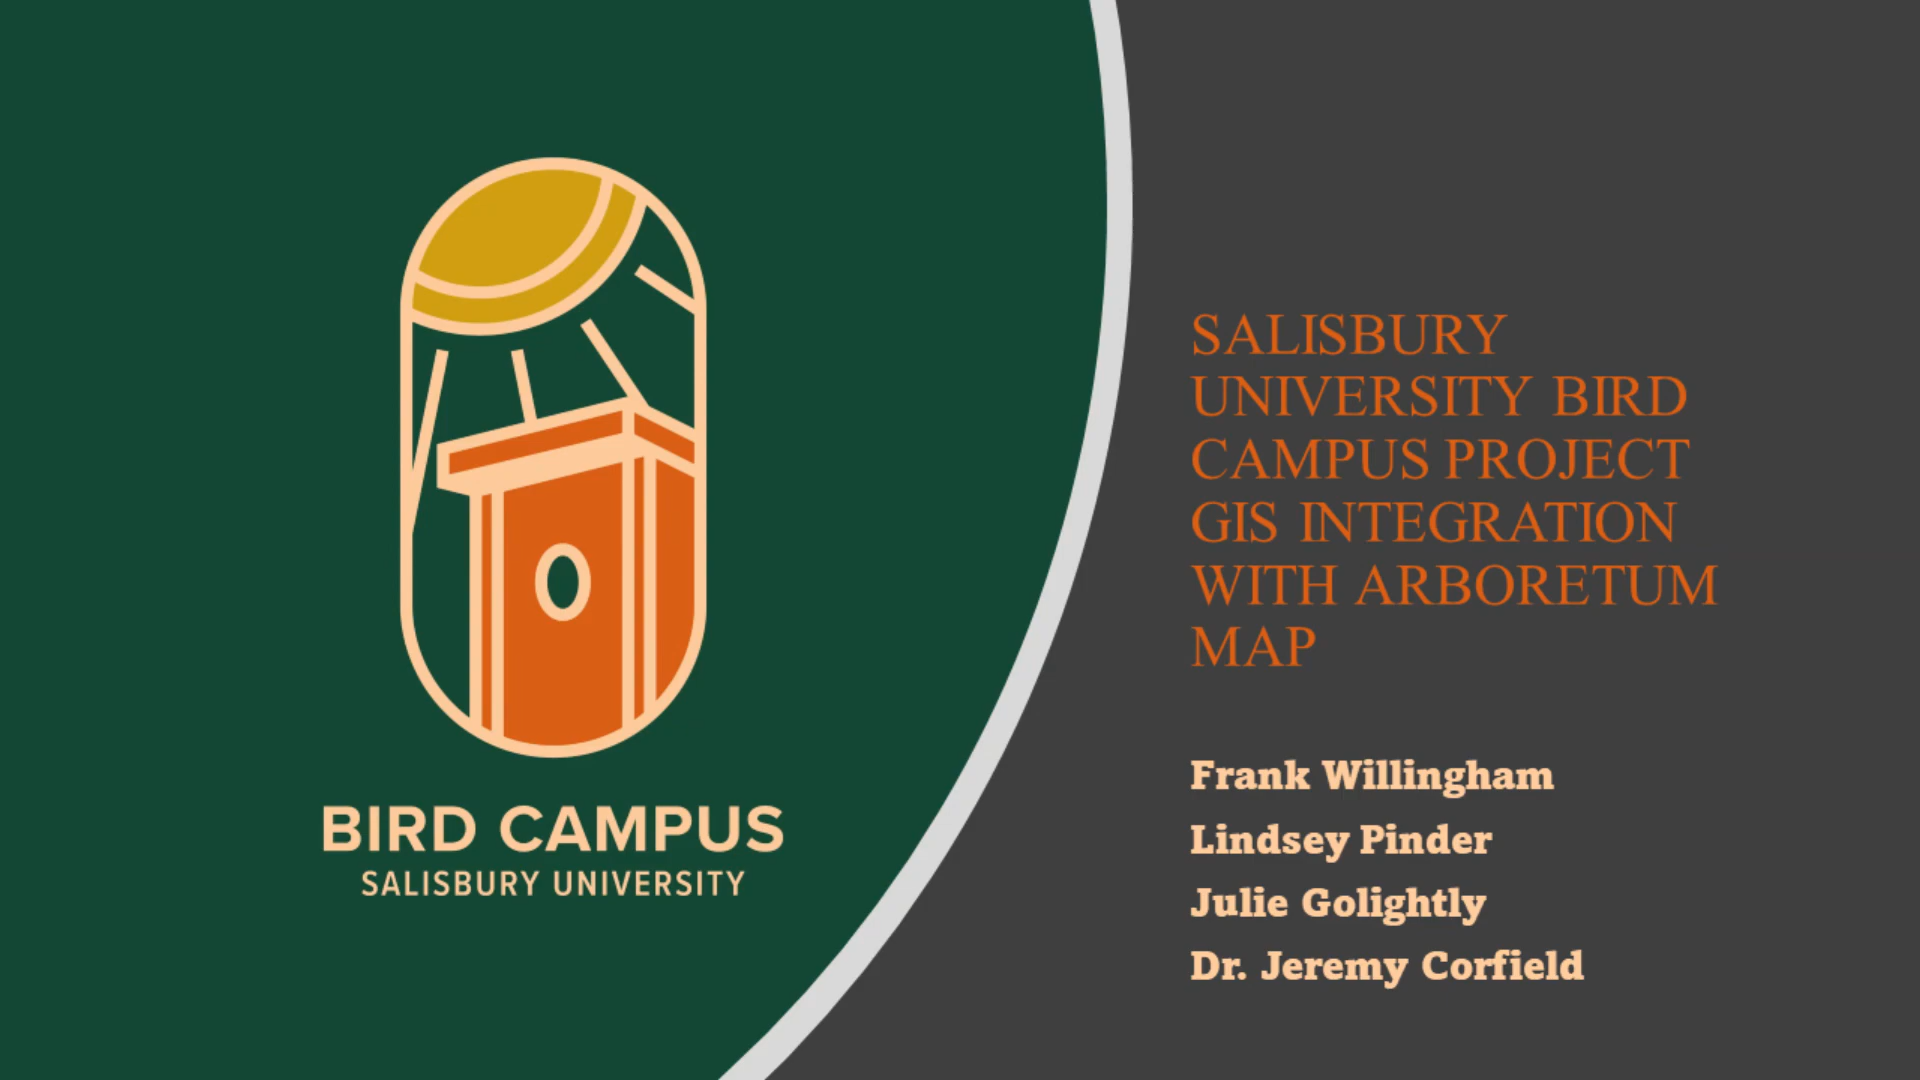 BIRD CAMPUS
SALISBURY UNIVERSITY
SALISBURY
UNIVERSITY BIRD
CAMPUS PROJECT
GIS INTEGRATION
WITH ARBORETUM
MAP
Frank Willingham
Lindsey Pinder
Julie Golightly
Dr. Jeremy Corfield